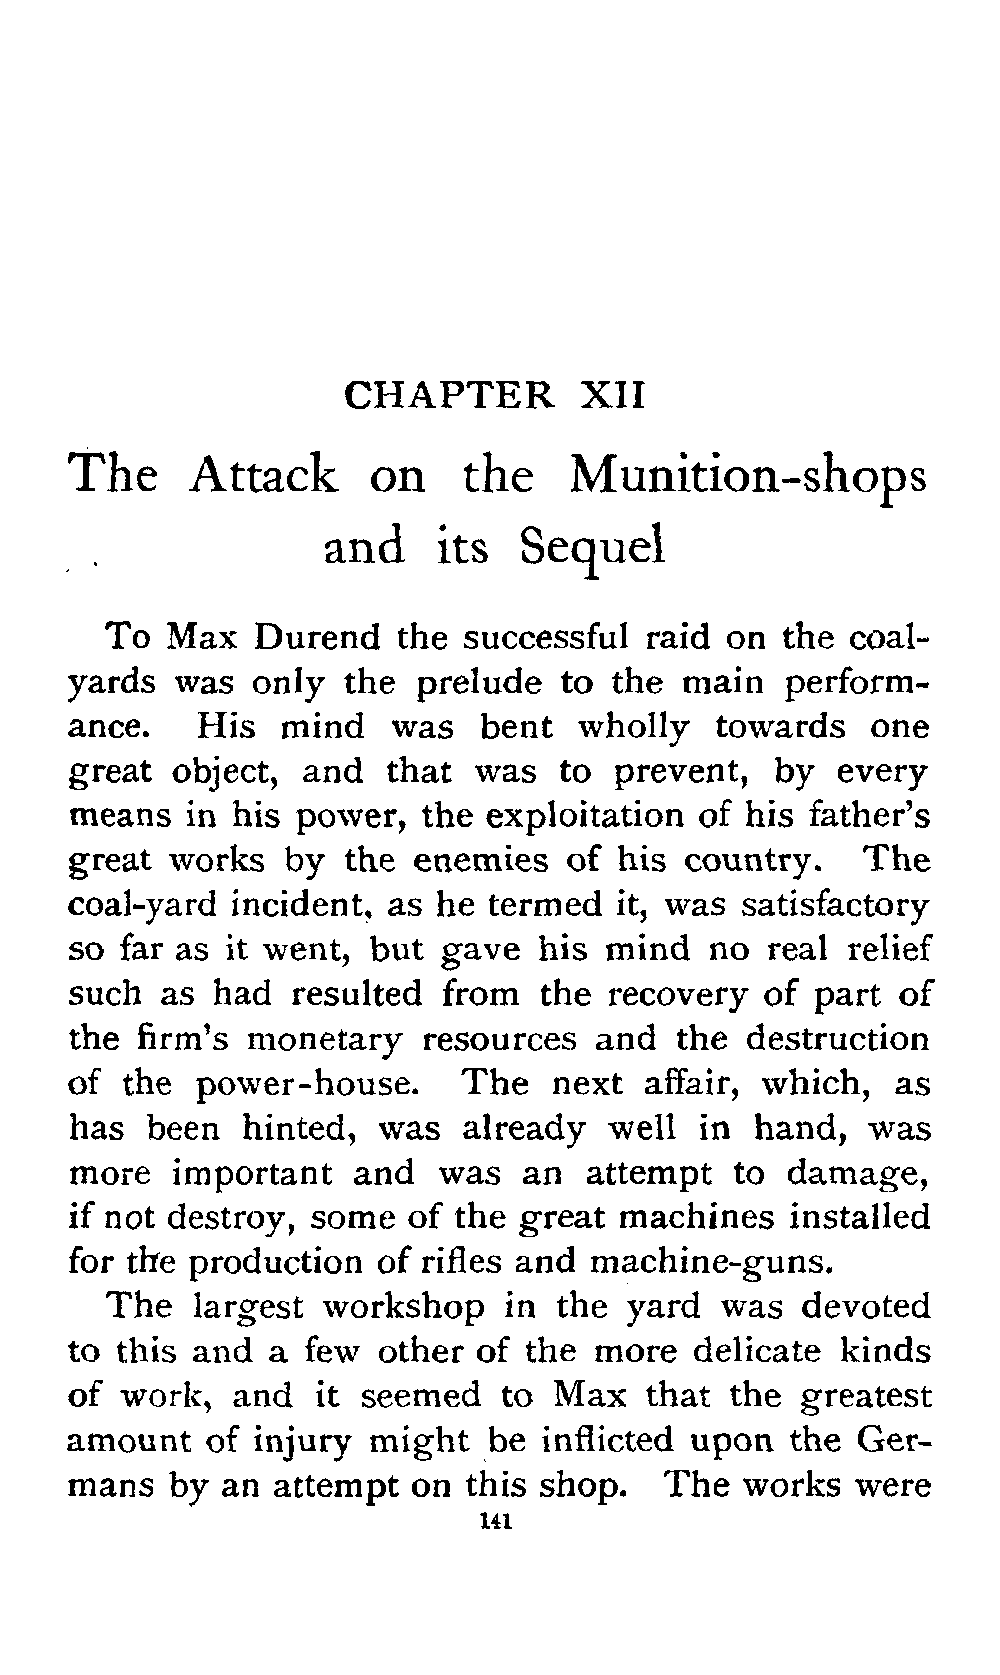 CHAPTER XII
The Attack on the Munition-shops
and its Sequel
To Max Durend the successful raid on the coal-
yards was only the prelude to the main perform-
ance. His mind was bent wholly towards one
great object, and that was to prevent, by every
means in his power, the exploitation of his father's
great works by the enemies of his country. The
coal-yard incident, as he termed it, was satisfactory
so far as it went, but gave his mind no real relief
such as had resulted from the recovery of part of
the firm's monetary resources and the destruction
of the power-house. The next affair, which, as
has been hinted, was already well in hand, was
more important and was an attempt to damage,
if not destroy, some of the great machines installed
for the production of rifles and machine-guns.
The largest workshop in the yard was devoted
to this and a few other of the more delicate kinds
of work, and it seemed to Max that the greatest
amount of injury might be inflicted upon the Ger-
mans by an attempt on this shop. The works were
141